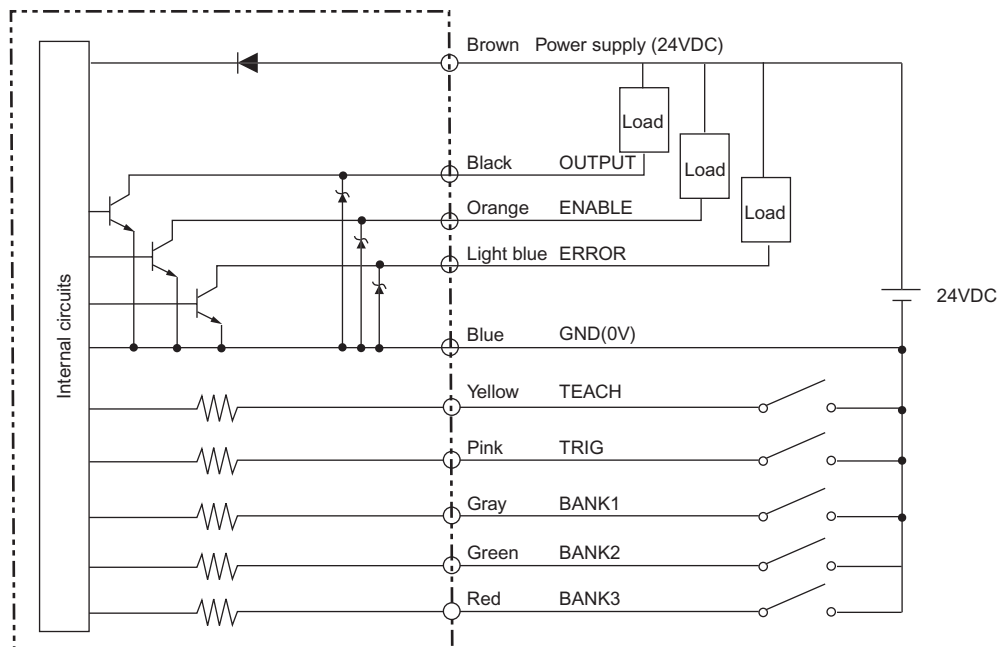 Brown Power supply (24VDC)
Load
Black OUTPUT
Load
Orange ENABLE
Load
Light blue ERROR
24VDC
Blue GND(0V)
Internal circuits
Yellow TEACH
Pink TRIG
Gray BANK1
Green BANK2
Red BANK3